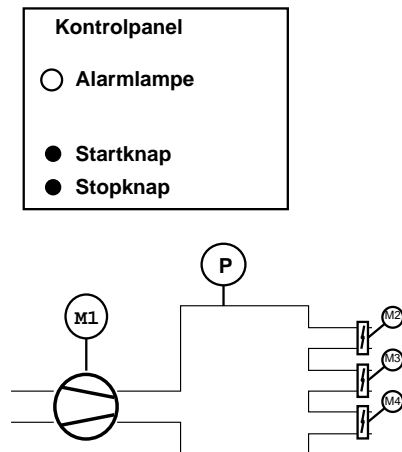 Kontrolpanel
Alarmlampe
Startknap
Stopknap
P
M1
M2
M3
M4